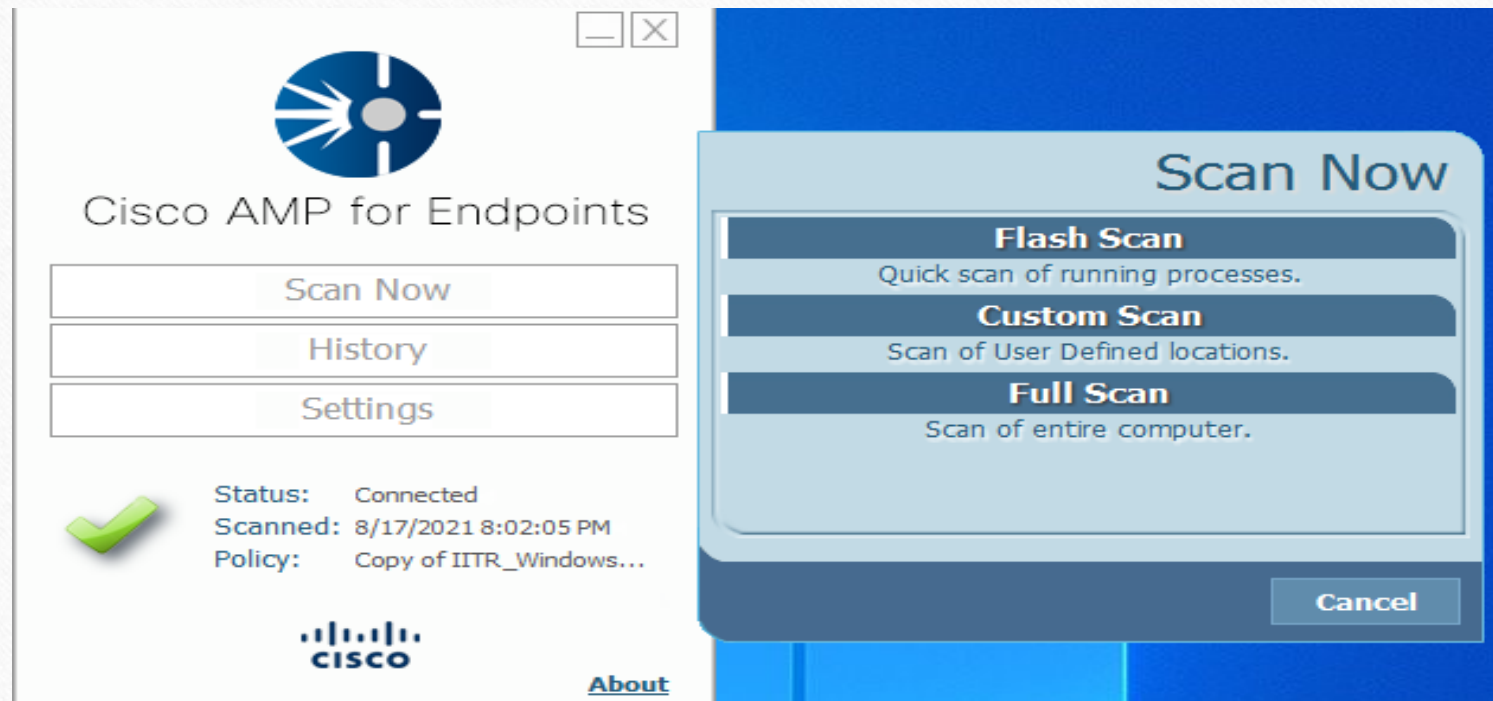 Cisco AMP for Endpoints
Scan Now
History
Settings
Status: Connected
Scanned: 8/17/2021 8:02:05 PM
Policy: Copy of IITR_Windows...
CISCO
About
Scan Now
Flash Scan
Quick scan of running processes.
Custom Scan
Scan of User Defined locations.
Full Scan
Scan of entire computer.
Cancel